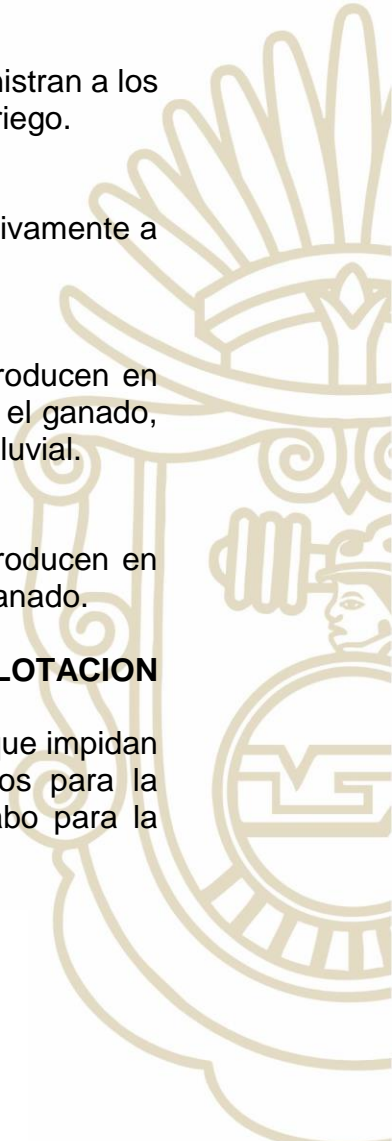 nistran a los
riego.
ivamente a
roducen en
el ganado,
luvial.
roducen en
anado.
LOTACION
que impidan
os para la
abo para la